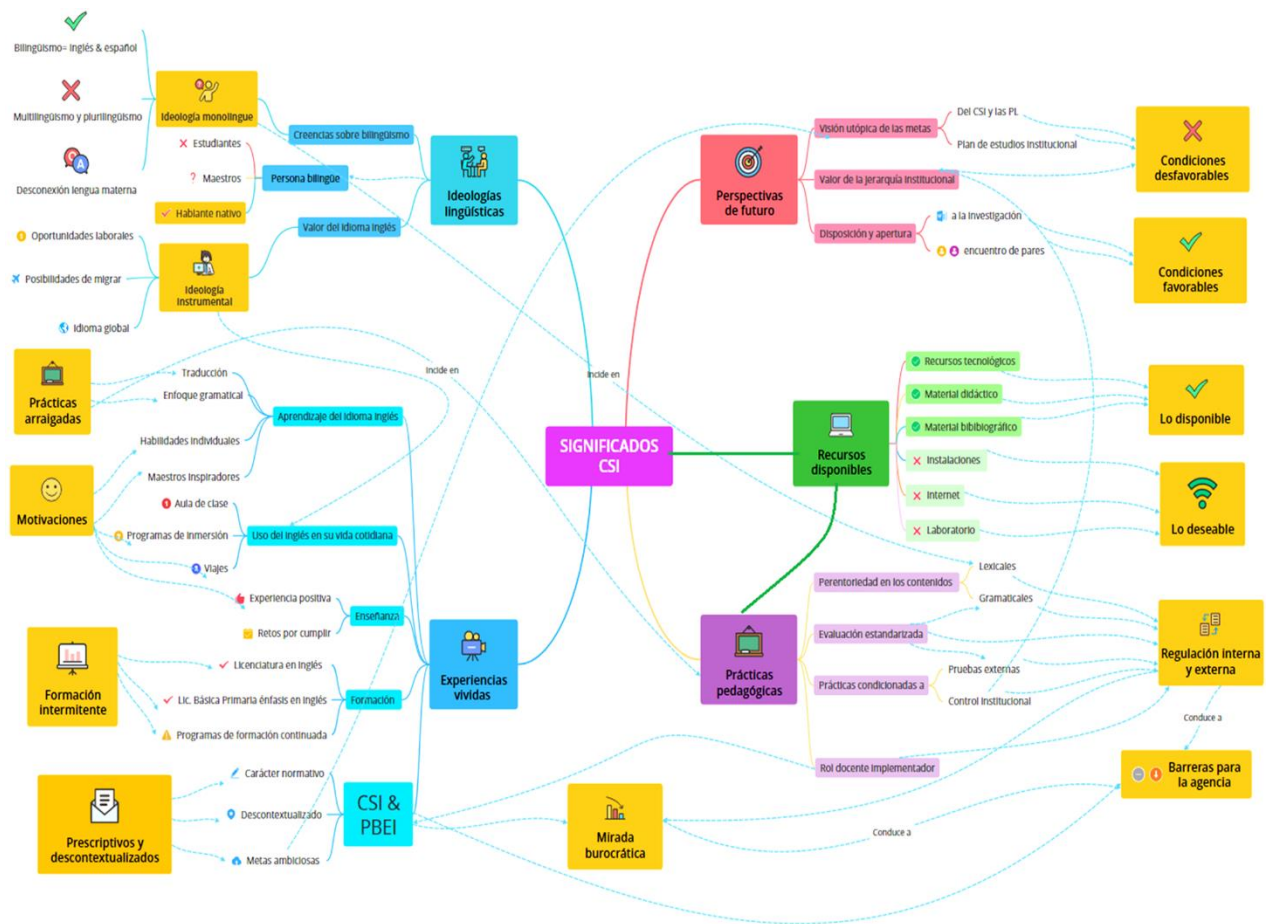 Bilingüismo= Inglés & español
Multilingüismo y plurilingüismo
Desconexión lengua materna
Ideología monolingue
Estudiantes
Maestros
Hablante nativo
Creencias sobre bilingüismo
Persona bilingüe
Valor del idioma inglés
Oportunidades laborales
Posibilidades de migrar
Idioma global
Ideología
instrumental
Ideologías
lingüísticas
Prácticas
arraigadas
Traducción
Enfoque gramatical
Habilidades individuales
Maestros inspiradores
Aprendizaje del idioma inglés
Motivaciones
Aula de clase
Programas de inmersión
Viajes
Uso del inglés en su vida cotidiana
Experiencia positiva
Retos por cumplir
Enseñanza
Formación
intermitente
Licenciatura en inglés
Lic. Básica Primaria énfasis en inglés
Programas de formación continuada
Formación
Experiencias
vividas
Prescriptivos y
descontextualizados
Carácter normativo
Descontextualizado
Metas ambiciosas
CSI &
PBEI
Incide en
Incide en
SIGNIFICADOS
CSI
Perspectivas
de futuro
Visión utópica de las metas
Del CSI y las PL
Plan de estudios institucional
Valor de la jerarquía institucional
Disposición y apertura
a la investigación
encuentro de pares
Condiciones
desfavorables
Condiciones
favorables
Recursos
disponibles
Recursos tecnológicos
Material didáctico
Material bibibiográfico
Instalaciones
Internet
Laboratorio
Lo disponible
Lo deseable
Prácticas
pedagógicas
Perentoriedad en los contenidos
Lexicales
Gramaticales
Evaluación estandarizada
Prácticas condicionadas a
Pruebas externas
Control institucional
Rol docente implementador
Regulación interna
y externa
Conduce a
Barreras para
la agencia
Mirada
burocrática
Conduce a